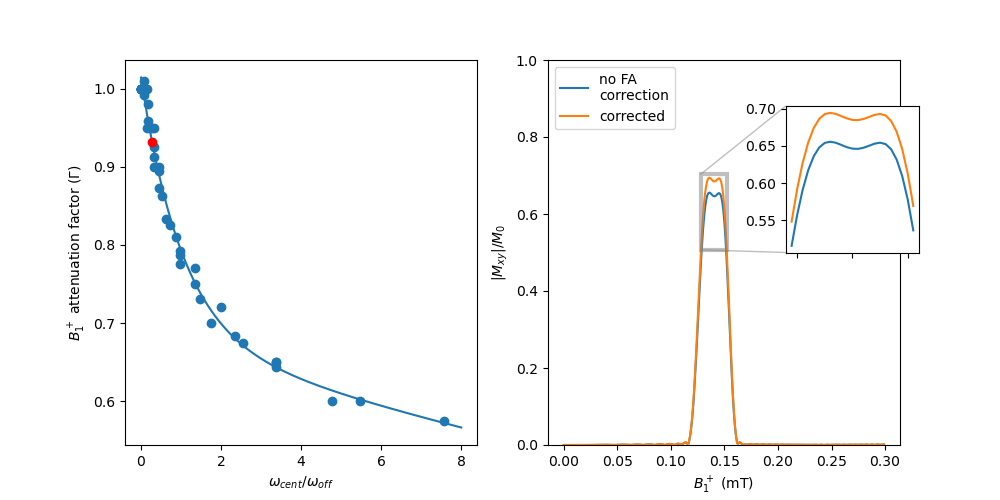 1.0
0.9
0.8
0.7
0.6
B₁⁺ attenuation factor (Γ)
0 2 4 6 8
ω_cent/ω_off
1.0
0.8
0.6
0.4
0.2
0.0
|M_xy|/M₀
no FA
correction
corrected
0.70
0.65
0.60
0.55
0.00 0.05 0.10 0.15 0.20 0.25 0.30
B₁⁺ (mT)